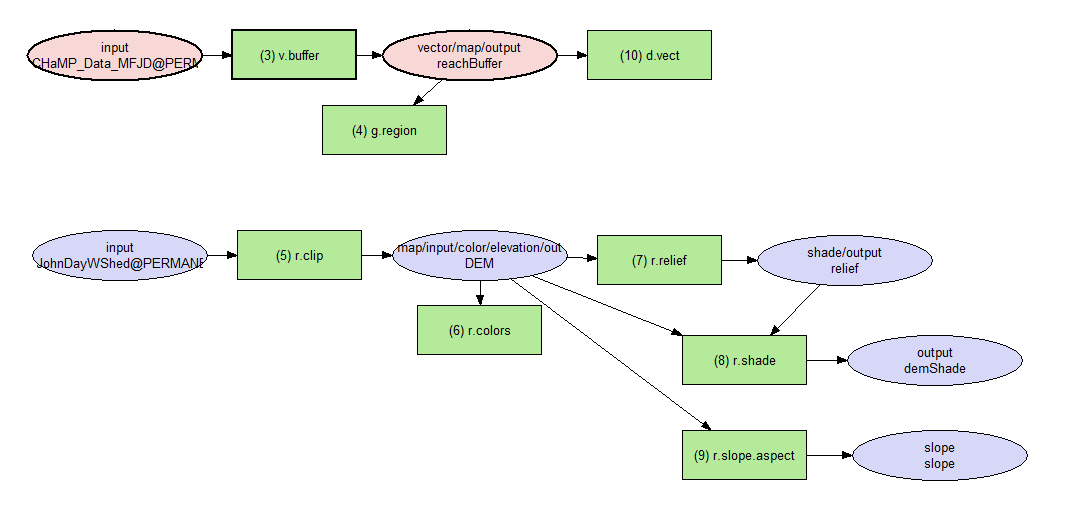 input
CHaMP_Data_MFJD@PERM
(3) v.buffer
vector/map/output
reachBuffer
(10) d.vect
(4) g.region
input
JohnDayWShed@PERMANE
(5) r.clip
map/input/color/elevation/out
DEM
(7) r.relief
shade/output
relief
(6) r.colors
(8) r.shade
output
demShade
(9) r.slope.aspect
slope
slope